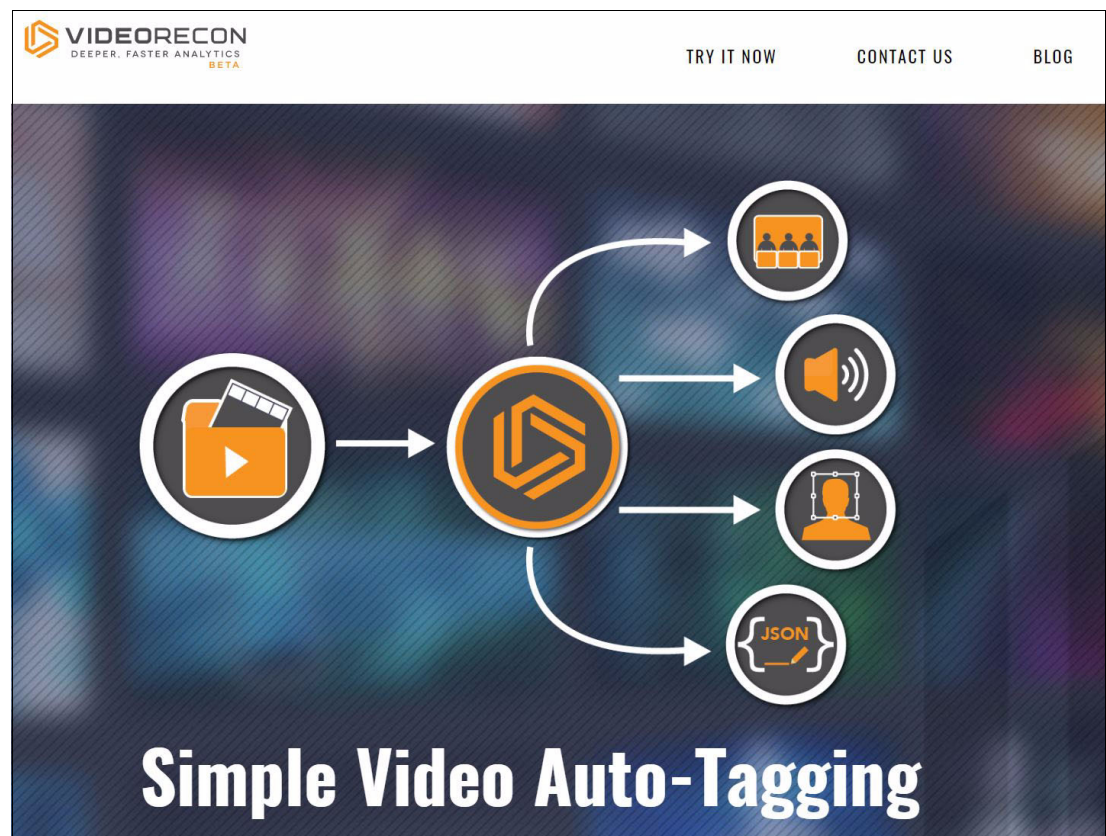 VIDEORECON
DEEPER, FASTER ANALYTICS
BETA
TRY IT NOW CONTACT US BLOG
{JSON}
Simple Video Auto-Tagging